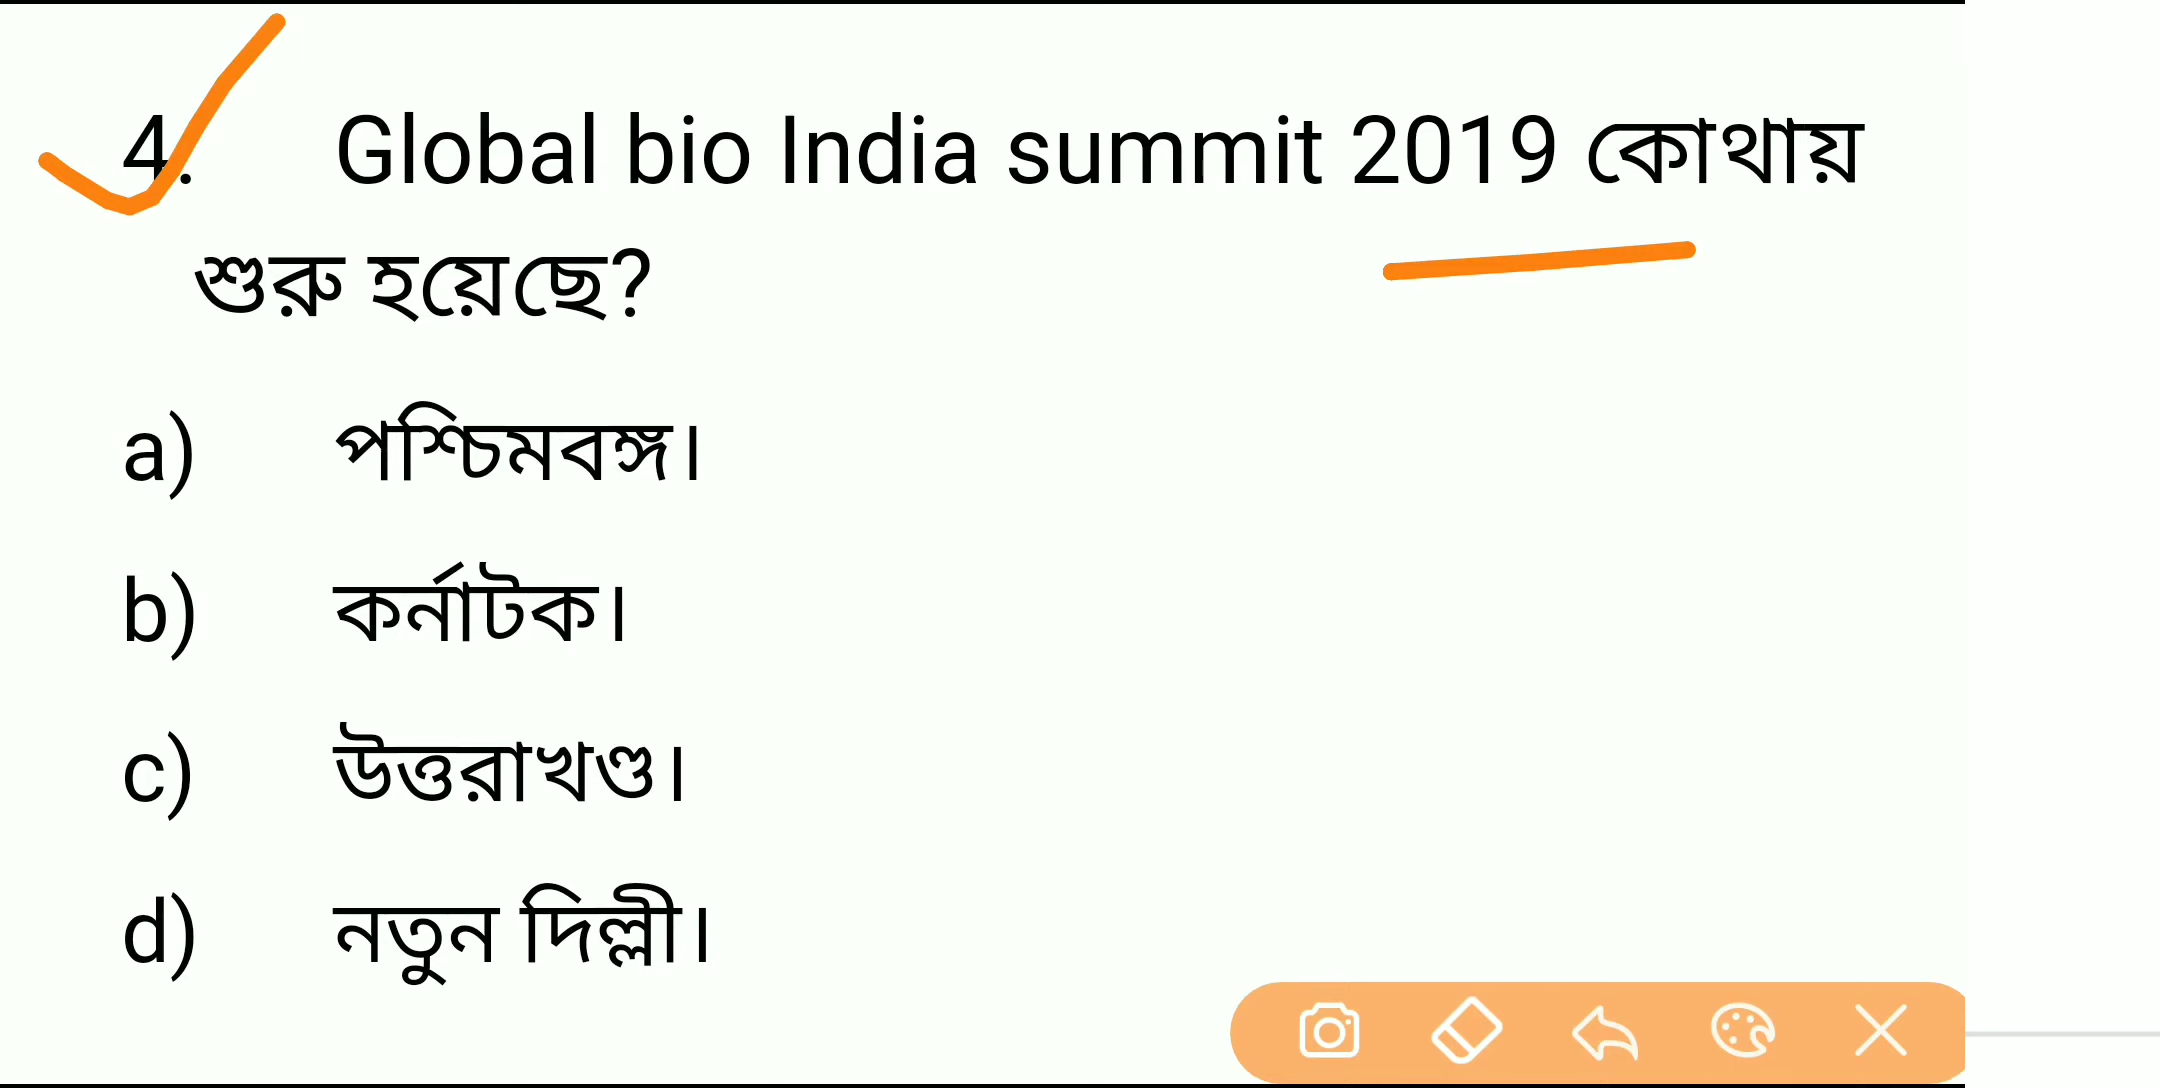 4. Global bio India summit 2019 কোথায়
শুরু হয়েছে?
a) পশ্চিমবঙ্গ।
b) কর্নাটক।
c) উত্তরাখণ্ড।
d) নতুন দিল্লী।